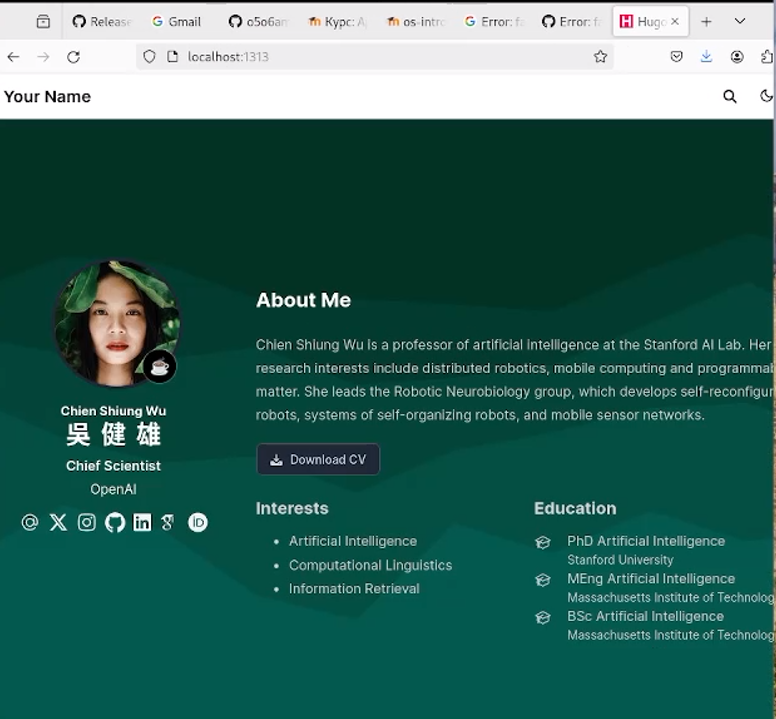 Release
Gmail
o5o6am
Курс: А
os-intro
Error: fa
Error: fa
Hugo
localhost:1313
Your Name
About Me
Chien Shiung Wu is a professor of artificial intelligence at the Stanford AI Lab. Her
research interests include distributed robotics, mobile computing and programmab
matter. She leads the Robotic Neurobiology group, which develops self-reconfigur
robots, systems of self-organizing robots, and mobile sensor networks.
Download CV
Chien Shiung Wu
吳健雄
Chief Scientist
OpenAI
Interests
Artificial Intelligence
Computational Linguistics
Information Retrieval
Education
PhD Artificial Intelligence
Stanford University
MEng Artificial Intelligence
Massachusetts Institute of Technolog
BSc Artificial Intelligence
Massachusetts Institute of Technolog